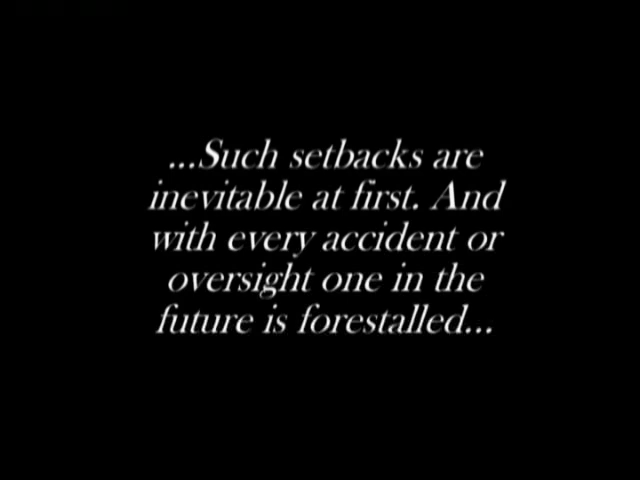 ...Such setbacks are
inevitable at first. And
with every accident or
oversight one in the
future is forestalled...